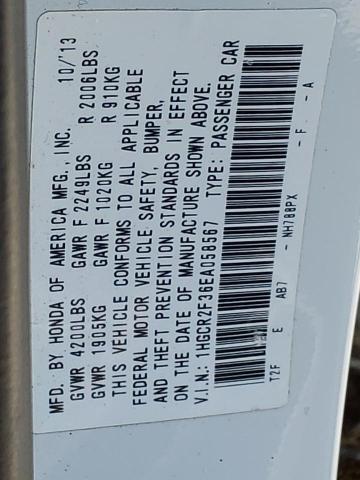 MFD. BY HONDA OF AMERICA MFG., INC. 10/'13
GVWR 4200LBS GAWR F 2249LBS R 2006LBS
GVWR 1905KG GAWR F 1020KG R 910KG
THIS VEHICLE CONFORMS TO ALL APPLICABLE
FEDERAL MOTOR VEHICLE SAFETY, BUMPER,
AND THEFT PREVENTION STANDARDS IN EFFECT
ON THE DATE OF MANUFACTURE SHOWN ABOVE.
V.I.N.: 1HGCR2F36EA058567 TYPE: PASSENGER CAR
T2F E AB7 - NH788PX - F - A